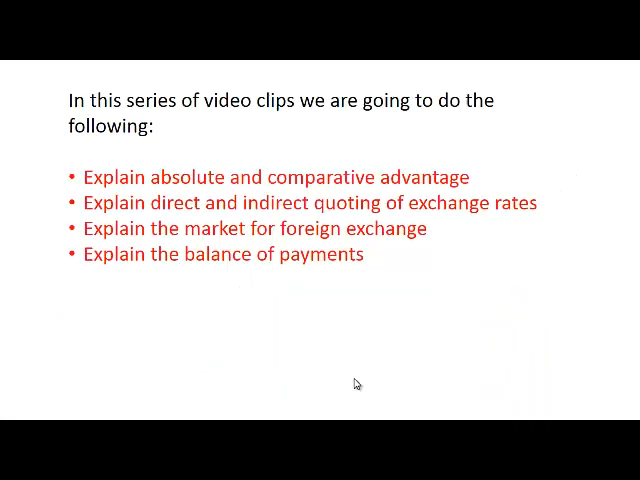 In this series of video clips we are going to do the
following:
• Explain absolute and comparative advantage
• Explain direct and indirect quoting of exchange rates
• Explain the market for foreign exchange
• Explain the balance of payments